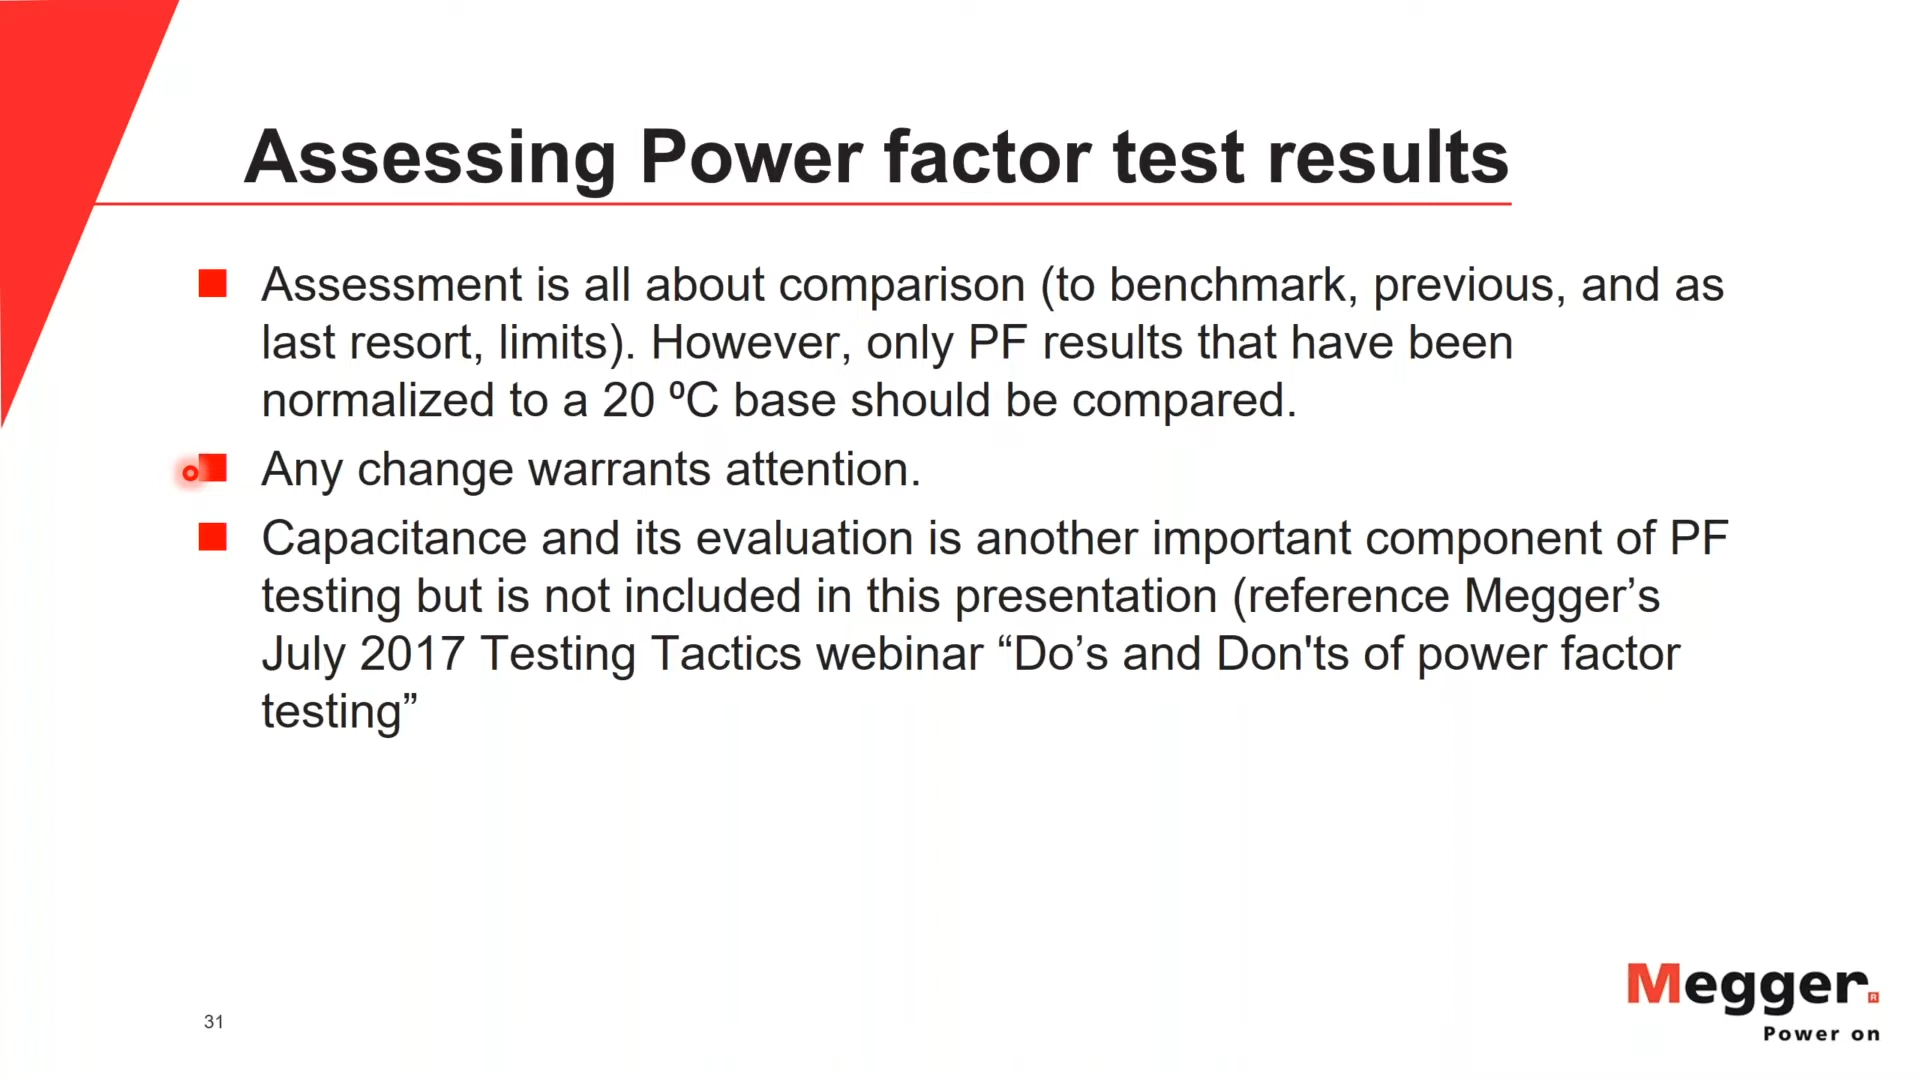 Assessing Power factor test results
Assessment is all about comparison (to benchmark, previous, and as
last resort, limits). However, only PF results that have been
normalized to a 20 ºC base should be compared.
Any change warrants attention.
Capacitance and its evaluation is another important component of PF
testing but is not included in this presentation (reference Megger’s
July 2017 Testing Tactics webinar “Do’s and Don'ts of power factor
testing”
31
Megger.®
Power on